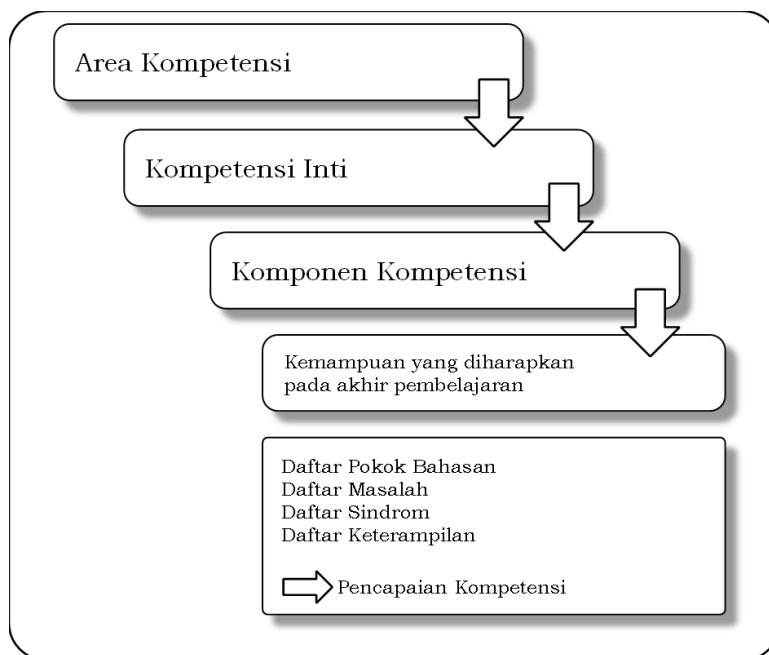 Area Kompetensi
Kompetensi Inti
Komponen Kompetensi
Kemampuan yang diharapkan
pada akhir pembelajaran
Daftar Pokok Bahasan
Daftar Masalah
Daftar Sindrom
Daftar Keterampilan
Pencapaian Kompetensi